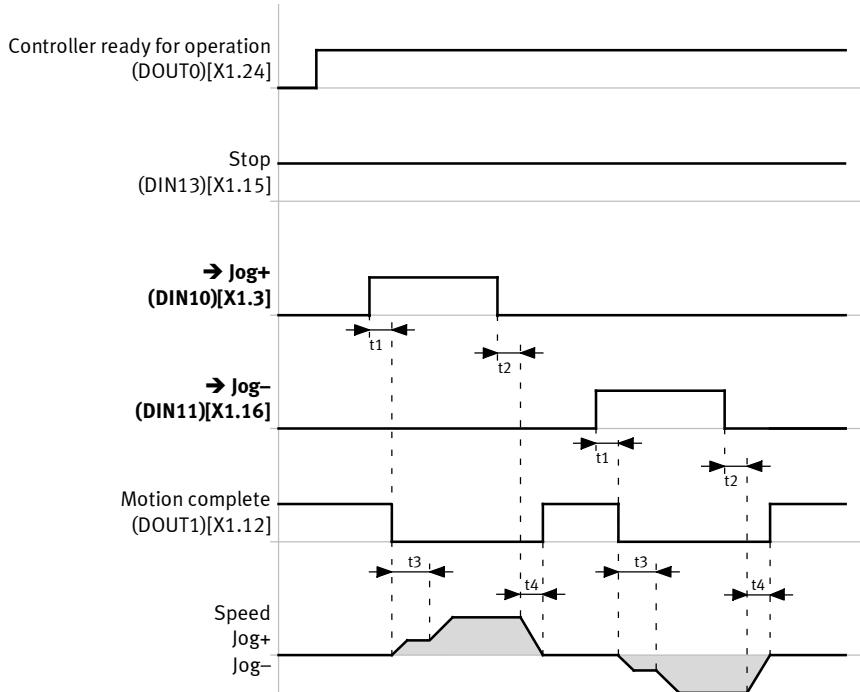 Controller ready for operation
(DOUT0)[X1.24]
Stop
(DIN13)[X1.15]
➔ Jog+
(DIN10)[X1.3]
t1
t2
➔ Jog–
(DIN11)[X1.16]
t1
t2
Motion complete
(DOUT1)[X1.12]
t3
t3
t4
t4
Speed
Jog+
Jog–